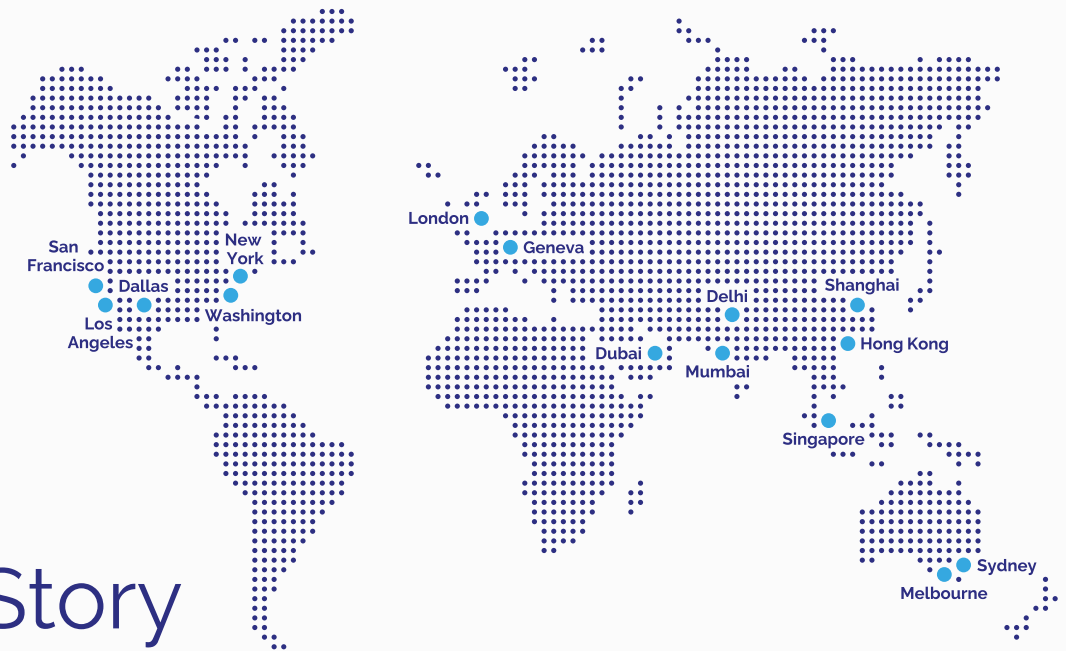 London
Geneva
New
York
San
Francisco
Dallas
Washington
Los
Angeles
Delhi
Shanghai
Dubai
Mumbai
Hong Kong
Singapore
Sydney
Melbourne
Story